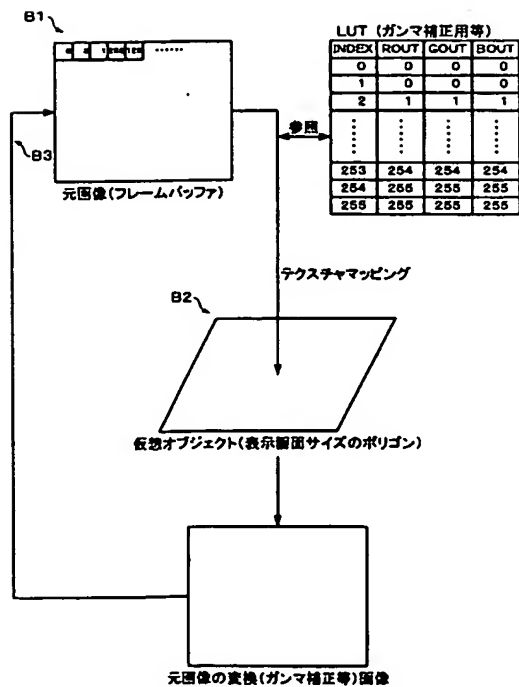 B1
0 0 1 255 128 ……
LUT (ガンマ補正用等)
INDEX ROUT GOUT BOUT
0 0 0 0
1 0 0 0
2 1 1 1
253 254 254 254
254 255 255 255
255 255 255 255
参照
B3
元画像(フレームバッファ)
テクスチャマッピング
B2
仮想オブジェクト(表示画面サイズのポリゴン)
元画像の変換(ガンマ補正等)画像